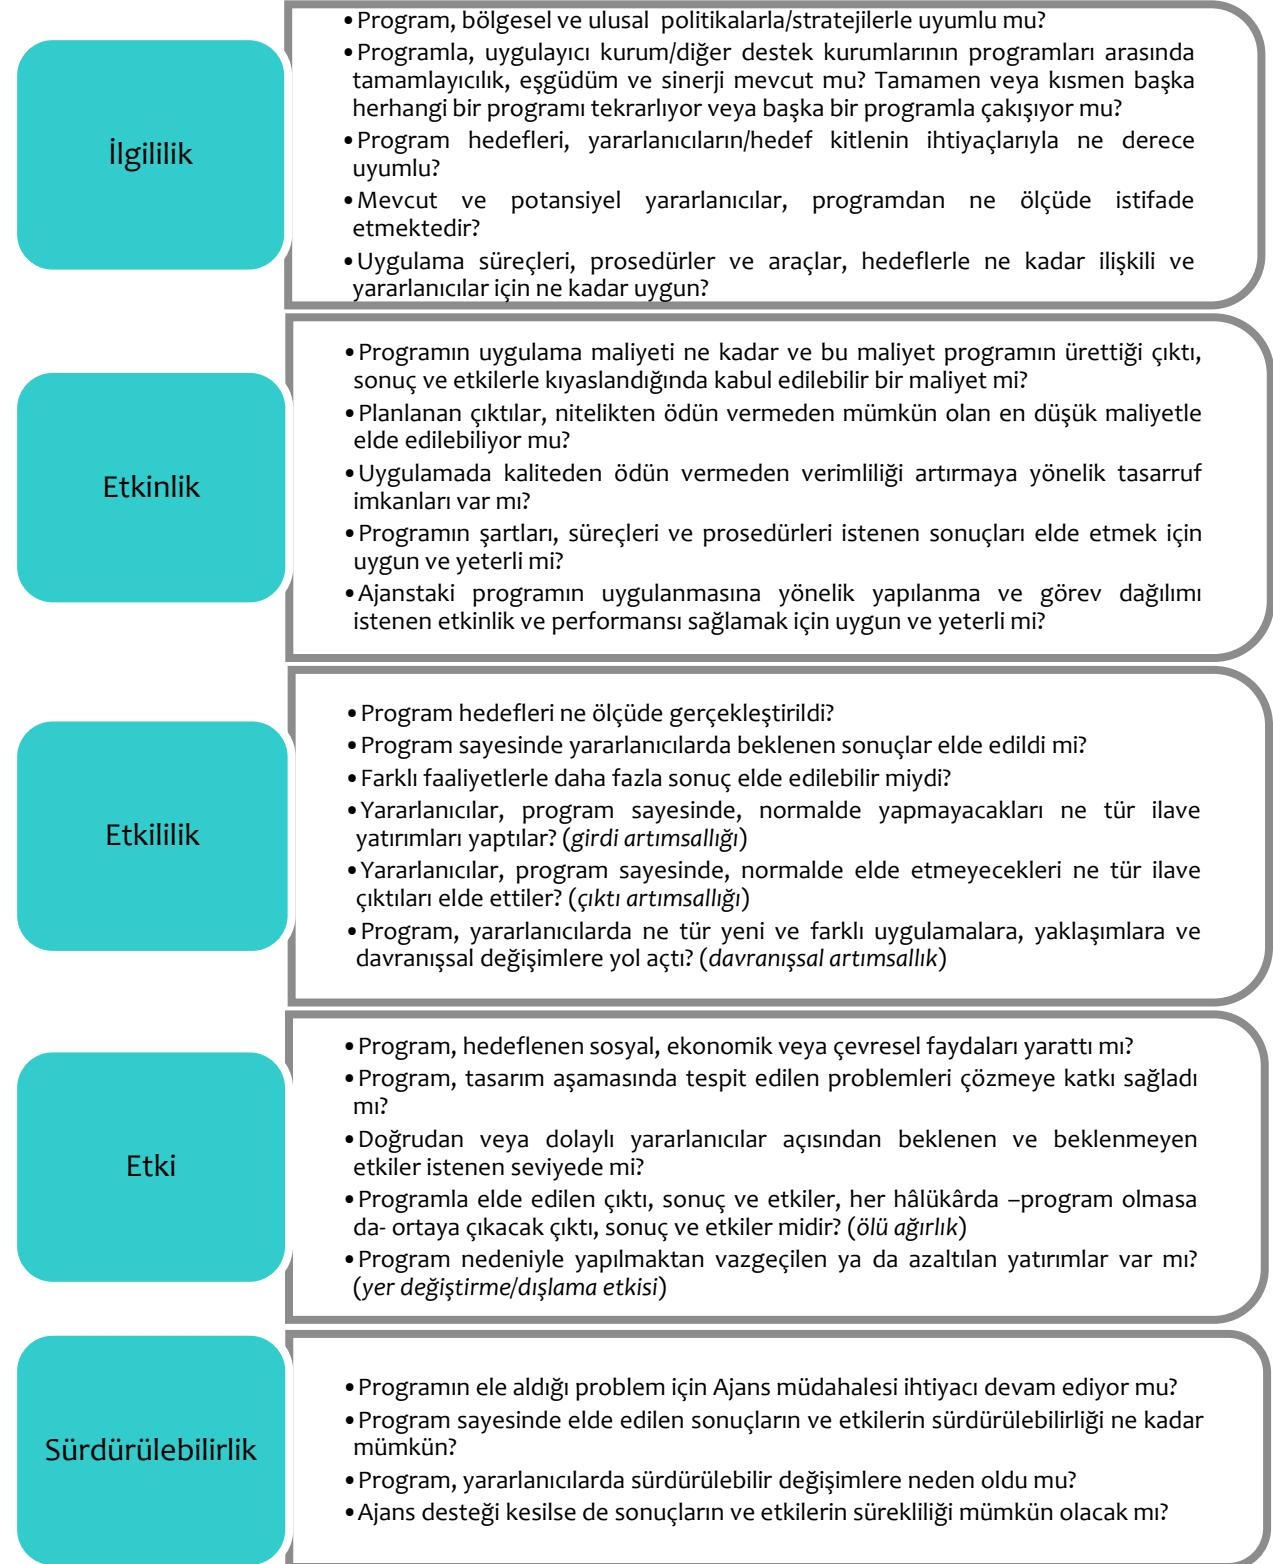 İlgililik
•Program, bölgesel ve ulusal politikalarla/stratejilerle uyumlu mu?
•Programla, uygulayıcı kurum/diğer destek kurumlarının programları arasında
tamamlayıcılık, eşgüdüm ve sinerji mevcut mu? Tamamen veya kısmen başka
herhangi bir programı tekrarlıyor veya başka bir programla çakışıyor mu?
•Program hedefleri, yararlanıcıların/hedef kitlenin ihtiyaçlarıyla ne derece
uyumlu?
•Mevcut ve potansiyel yararlanıcılar, programdan ne ölçüde istifade
etmektedir?
•Uygulama süreçleri, prosedürler ve araçlar, hedeflerle ne kadar ilişkili ve
yararlanıcılar için ne kadar uygun?
Etkinlik
•Programın uygulama maliyeti ne kadar ve bu maliyet programın ürettiği çıktı,
sonuç ve etkilerle kıyaslandığında kabul edilebilir bir maliyet mi?
•Planlanan çıktılar, nitelikten ödün vermeden mümkün olan en düşük maliyetle
elde edilebiliyor mu?
•Uygulamada kaliteden ödün vermeden verimliliği artırmaya yönelik tasarruf
imkanları var mı?
•Programın şartları, süreçleri ve prosedürleri istenen sonuçları elde etmek için
uygun ve yeterli mi?
•Ajanstaki programın uygulanmasına yönelik yapılanma ve görev dağılımı
istenen etkinlik ve performansı sağlamak için uygun ve yeterli mi?
Etkililik
•Program hedefleri ne ölçüde gerçekleştirildi?
•Program sayesinde yararlanıcılarda beklenen sonuçlar elde edildi mi?
•Farklı faaliyetlerle daha fazla sonuç elde edilebilir miydi?
•Yararlanıcılar, program sayesinde, normalde yapmayacakları ne tür ilave
yatırımları yaptılar? (girdi artımsallığı)
•Yararlanıcılar, program sayesinde, normalde elde etmeyecekleri ne tür ilave
çıktıları elde ettiler? (çıktı artımsallığı)
•Program, yararlanıcılarda ne tür yeni ve farklı uygulamalara, yaklaşımlara ve
davranışsal değişimlere yol açtı? (davranışsal artımsallık)
Etki
•Program, hedeflenen sosyal, ekonomik veya çevresel faydaları yarattı mı?
•Program, tasarım aşamasında tespit edilen problemleri çözmeye katkı sağladı
mı?
•Doğrudan veya dolaylı yararlanıcılar açısından beklenen ve beklenmeyen
etkiler istenen seviyede mi?
•Programla elde edilen çıktı, sonuç ve etkiler, her hâlükârda –program olmasa
da- ortaya çıkacak çıktı, sonuç ve etkiler midir? (ölü ağırlık)
•Program nedeniyle yapılmaktan vazgeçilen ya da azaltılan yatırımlar var mı?
(yer değiştirme/dışlama etkisi)
Sürdürülebilirlik
•Programın ele aldığı problem için Ajans müdahalesi ihtiyacı devam ediyor mu?
•Program sayesinde elde edilen sonuçların ve etkilerin sürdürülebilirliği ne kadar
mümkün?
•Program, yararlanıcılarda sürdürülebilir değişimlere neden oldu mu?
•Ajans desteği kesilse de sonuçların ve etkilerin sürekliliği mümkün olacak mı?